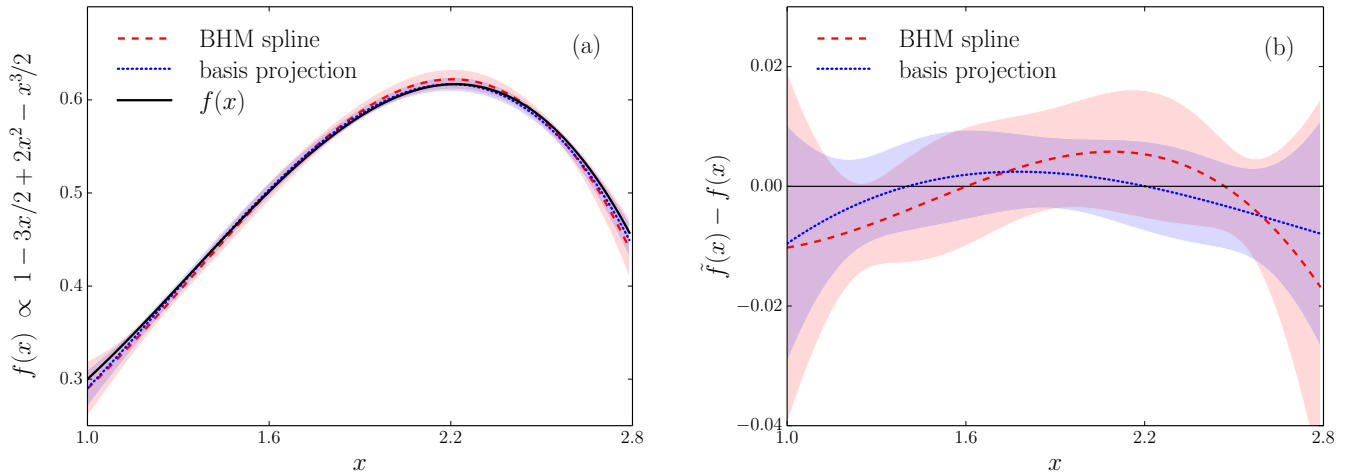 f(x) ∝ 1 − 3x/2 + 2x² − x³/2
BHM spline
basis projection
f(x)
(a)
0.6
0.5
0.4
0.3
1.0 1.6 2.2 2.8
x
f̃(x) − f(x)
BHM spline
basis projection
(b)
0.02
0.00
−0.02
−0.04
1.0 1.6 2.2 2.8
x